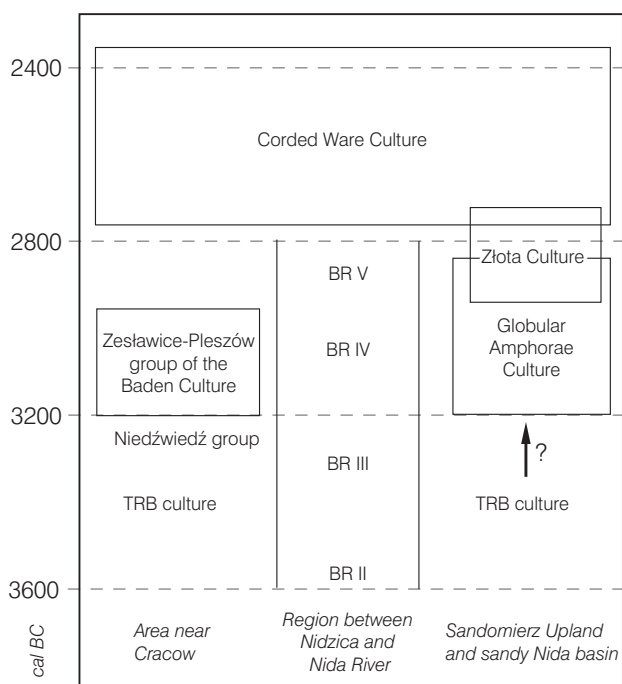 2400
Corded Ware Culture
2800
BR V
Złota Culture
Zesławice-Pleszów
group of the
Baden Culture
BR IV
Globular
Amphorae
Culture
3200
Niedźwiedź group
BR III
?
TRB culture
TRB culture
BR II
3600
cal BC
Area near
Cracow
Region between
Nidzica and
Nida River
Sandomierz Upland
and sandy Nida basin